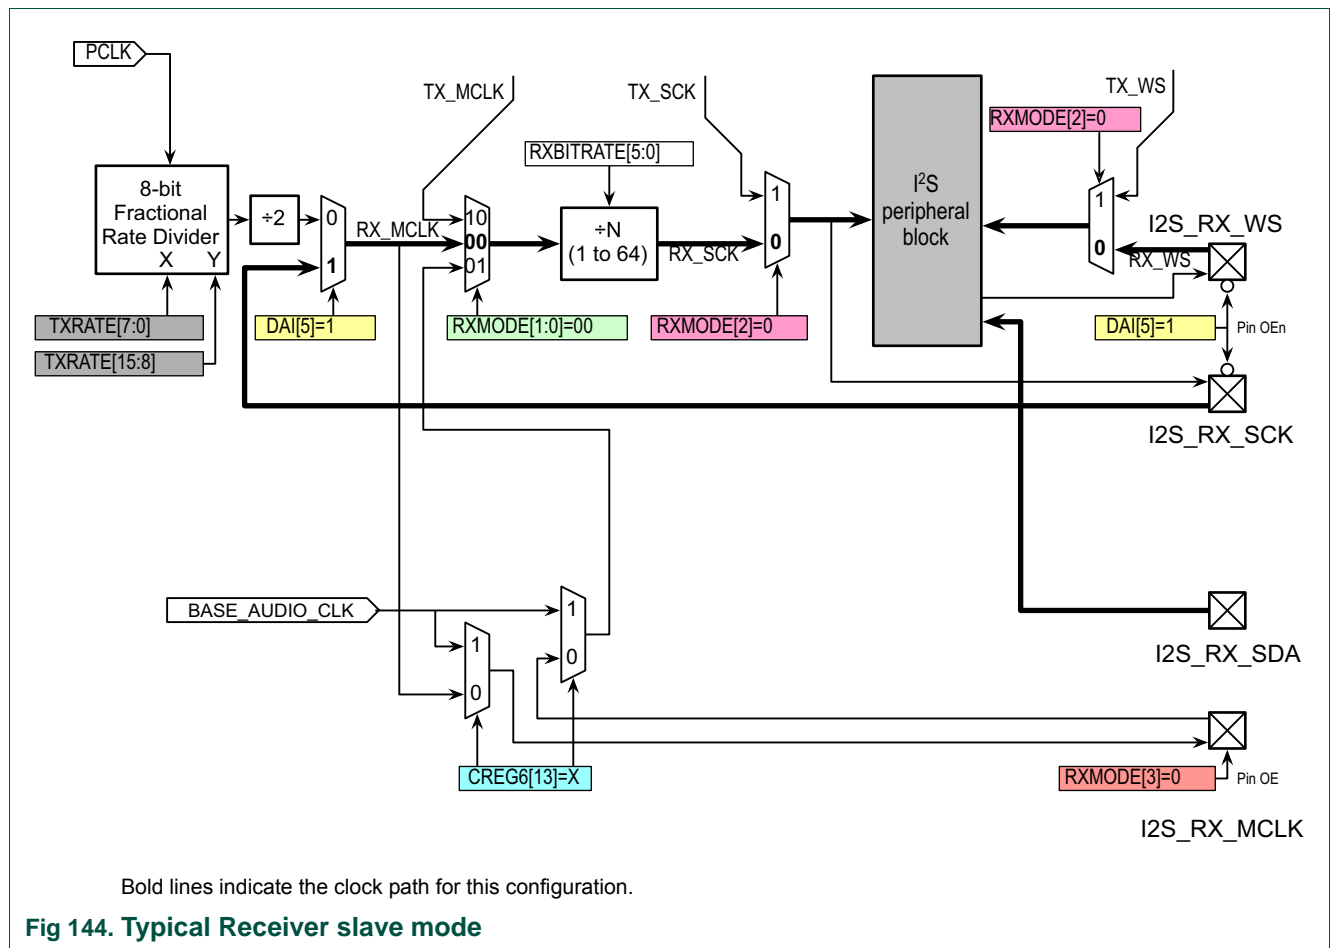 PCLK
TX_MCLK
TX_SCK
TX_WS
RXMODE[2]=0
RXBITRATE[5:0]
8-bit
Fractional
Rate Divider
X Y
÷2
0
1
RX_MCLK
10
00
01
÷N
(1 to 64)
RX_SCK
1
0
I2S
peripheral
block
1
0
I2S_RX_WS
RX_WS
TXRATE[7:0]
DAI[5]=1
RXMODE[1:0]=00
RXMODE[2]=0
DAI[5]=1
Pin OEn
TXRATE[15:8]
I2S_RX_SCK
BASE_AUDIO_CLK
1
0
1
0
I2S_RX_SDA
CREG6[13]=X
RXMODE[3]=0
Pin OE
I2S_RX_MCLK
Bold lines indicate the clock path for this configuration.
Fig 144. Typical Receiver slave mode